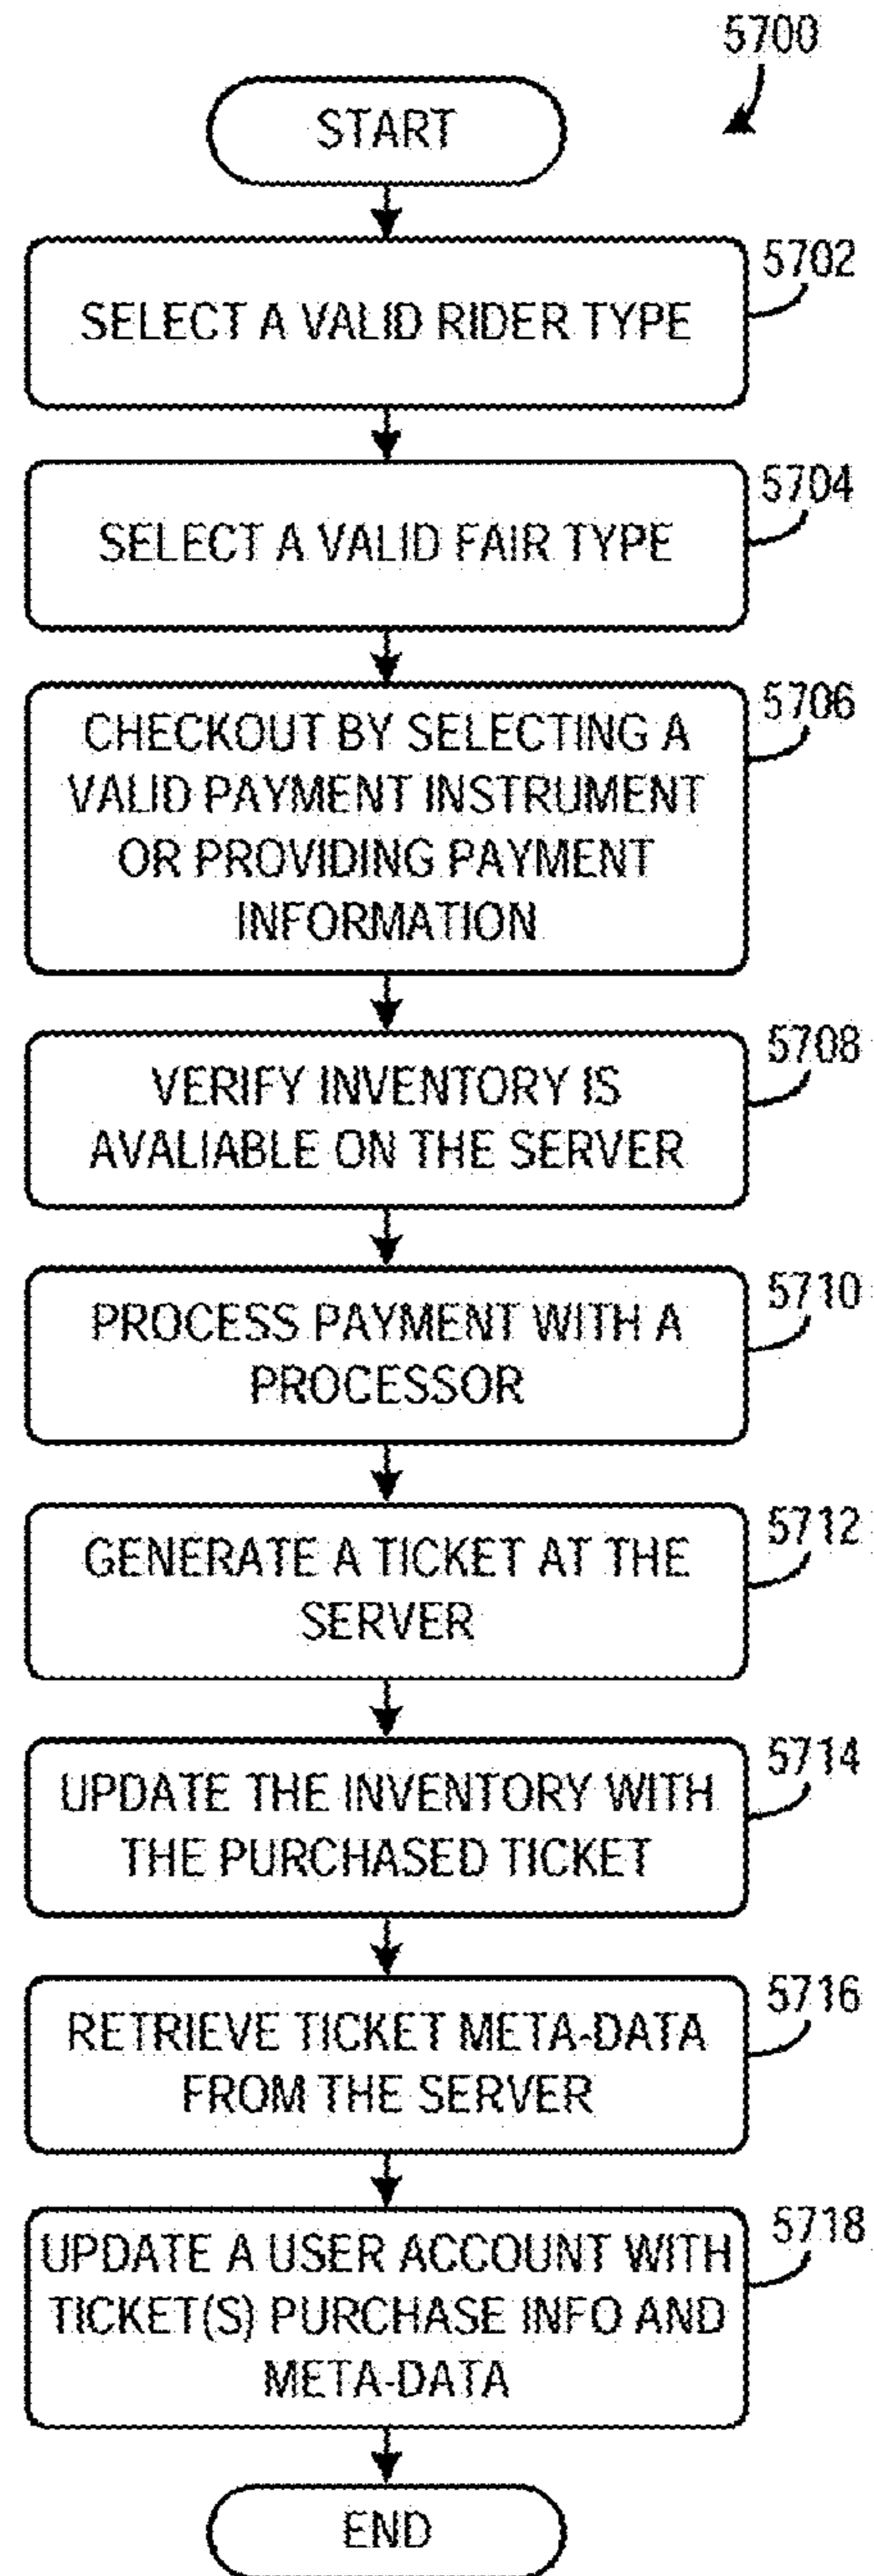 5700
START
5702
SELECT A VALID RIDER TYPE
5704
SELECT A VALID FAIR TYPE
5706
CHECKOUT BY SELECTING A
VALID PAYMENT INSTRUMENT
OR PROVIDING PAYMENT
INFORMATION
5708
VERIFY INVENTORY IS
AVALIABLE ON THE SERVER
5710
PROCESS PAYMENT WITH A
PROCESSOR
5712
GENERATE A TICKET AT THE
SERVER
5714
UPDATE THE INVENTORY WITH
THE PURCHASED TICKET
5716
RETRIEVE TICKET META-DATA
FROM THE SERVER
5718
UPDATE A USER ACCOUNT WITH
TICKET(S) PURCHASE INFO AND
META-DATA
END